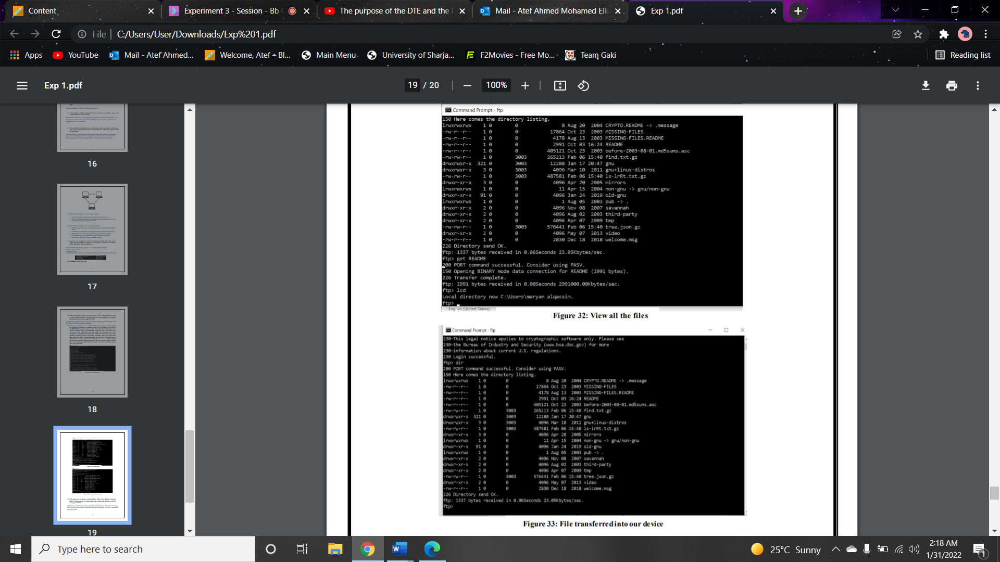 Content
Experiment 3 - Session - Bb
The purpose of the DTE and the
Mail - Atef Ahmed Mohamed Elk
Exp 1.pdf
File | C:/Users/User/Downloads/Exp%201.pdf
Apps YouTube Mail - Atef Ahmed... Welcome, Atef – Bl... Main Menu University of Sharja... F2Movies - Free Mo... Team Gaki Reading list
Exp 1.pdf 19 / 20 100%
16
17
18
19
Command Prompt - ftp
150 Here comes the directory listing.
lrwxrwxrwx 1 0 0 8 Aug 20 2004 CRYPTO.README -> .message
-rw-r--r-- 1 0 0 17864 Oct 23 2003 MISSING-FILES
-rw-r--r-- 1 0 0 4178 Aug 13 2003 MISSING-FILES.README
-rw-r--r-- 1 0 0 2991 Oct 03 16:24 README
-rw-rw-r-- 1 0 0 405121 Oct 23 2003 before-2003-08-01.md5sums.asc
-rw-rw-r-- 1 0 3003 265213 Feb 06 15:40 find.txt.gz
drwxrwxr-x 321 0 3003 12288 Jan 17 20:47 gnu
drwxrwxr-x 3 0 3003 4096 Mar 10 2011 gnu+linux-distros
-rw-rw-r-- 1 0 3003 487581 Feb 06 15:40 ls-lrRt.txt.gz
drwxr-xr-x 3 0 0 4096 Apr 20 2005 mirrors
lrwxrwxrwx 1 0 0 11 Apr 15 2004 non-gnu -> gnu/non-gnu
drwxr-xr-x 91 0 0 4096 Jan 24 2019 old-gnu
lrwxrwxrwx 1 0 0 1 Aug 05 2003 pub -> .
drwxr-xr-x 2 0 0 4096 Nov 08 2007 savannah
drwxr-xr-x 2 0 0 4096 Aug 02 2003 third-party
drwxr-xr-x 2 0 0 4096 Apr 07 2009 tmp
-rw-rw-r-- 1 0 3003 576441 Feb 06 15:40 tree.json.gz
drwxr-xr-x 2 0 0 4096 May 07 2013 video
-rw-rw-r-- 1 0 0 2830 Dec 18 2018 welcome.msg
226 Directory send OK.
ftp: 1337 bytes received in 0.06Seconds 23.05Kbytes/sec.
ftp> get README
200 PORT command successful. Consider using PASV.
150 Opening BINARY mode data connection for README (2991 bytes).
226 Transfer complete.
ftp: 2991 bytes received in 0.00Seconds 2991000.00Kbytes/sec.
ftp> lcd
Local directory now C:\Users\maryam alqassim.
ftp>
English (United States)
Figure 32: View all the files
Command Prompt - ftp
230-This legal notice applies to cryptographic software only. Please see
230-the Bureau of Industry and Security (www.bxa.doc.gov) for more
230-information about current U.S. regulations.
230 Login successful.
ftp> dir
200 PORT command successful. Consider using PASV.
150 Here comes the directory listing.
lrwxrwxrwx 1 0 0 8 Aug 20 2004 CRYPTO.README -> .message
-rw-r--r-- 1 0 0 17864 Oct 23 2003 MISSING-FILES
-rw-r--r-- 1 0 0 4178 Aug 13 2003 MISSING-FILES.README
-rw-r--r-- 1 0 0 2991 Oct 03 16:24 README
-rw-r--r-- 1 0 0 405121 Oct 23 2003 before-2003-08-01.md5sums.asc
-rw-rw-r-- 1 0 3003 265213 Feb 06 15:40 find.txt.gz
drwxrwxr-x 321 0 3003 12288 Jan 17 20:47 gnu
drwxrwxr-x 3 0 3003 4096 Mar 10 2011 gnu+linux-distros
-rw-rw-r-- 1 0 3003 487581 Feb 06 15:40 ls-lrRt.txt.gz
drwxr-xr-x 3 0 0 4096 Apr 20 2005 mirrors
lrwxrwxrwx 1 0 0 11 Apr 15 2004 non-gnu -> gnu/non-gnu
drwxr-xr-x 91 0 0 4096 Jan 24 2019 old-gnu
lrwxrwxrwx 1 0 0 1 Aug 05 2003 pub -> .
drwxr-xr-x 2 0 0 4096 Nov 08 2007 savannah
drwxr-xr-x 2 0 0 4096 Aug 02 2003 third-party
drwxr-xr-x 2 0 0 4096 Apr 07 2009 tmp
-rw-rw-r-- 1 0 3003 576441 Feb 06 15:40 tree.json.gz
drwxr-xr-x 2 0 0 4096 May 07 2013 video
-rw-rw-r-- 1 0 0 2830 Dec 18 2018 welcome.msg
226 Directory send OK.
ftp: 1337 bytes received in 0.06Seconds 23.05Kbytes/sec.
ftp>
Figure 33: File transferred into our device
Type here to search
25°C Sunny
2:18 AM
1/31/2022
1